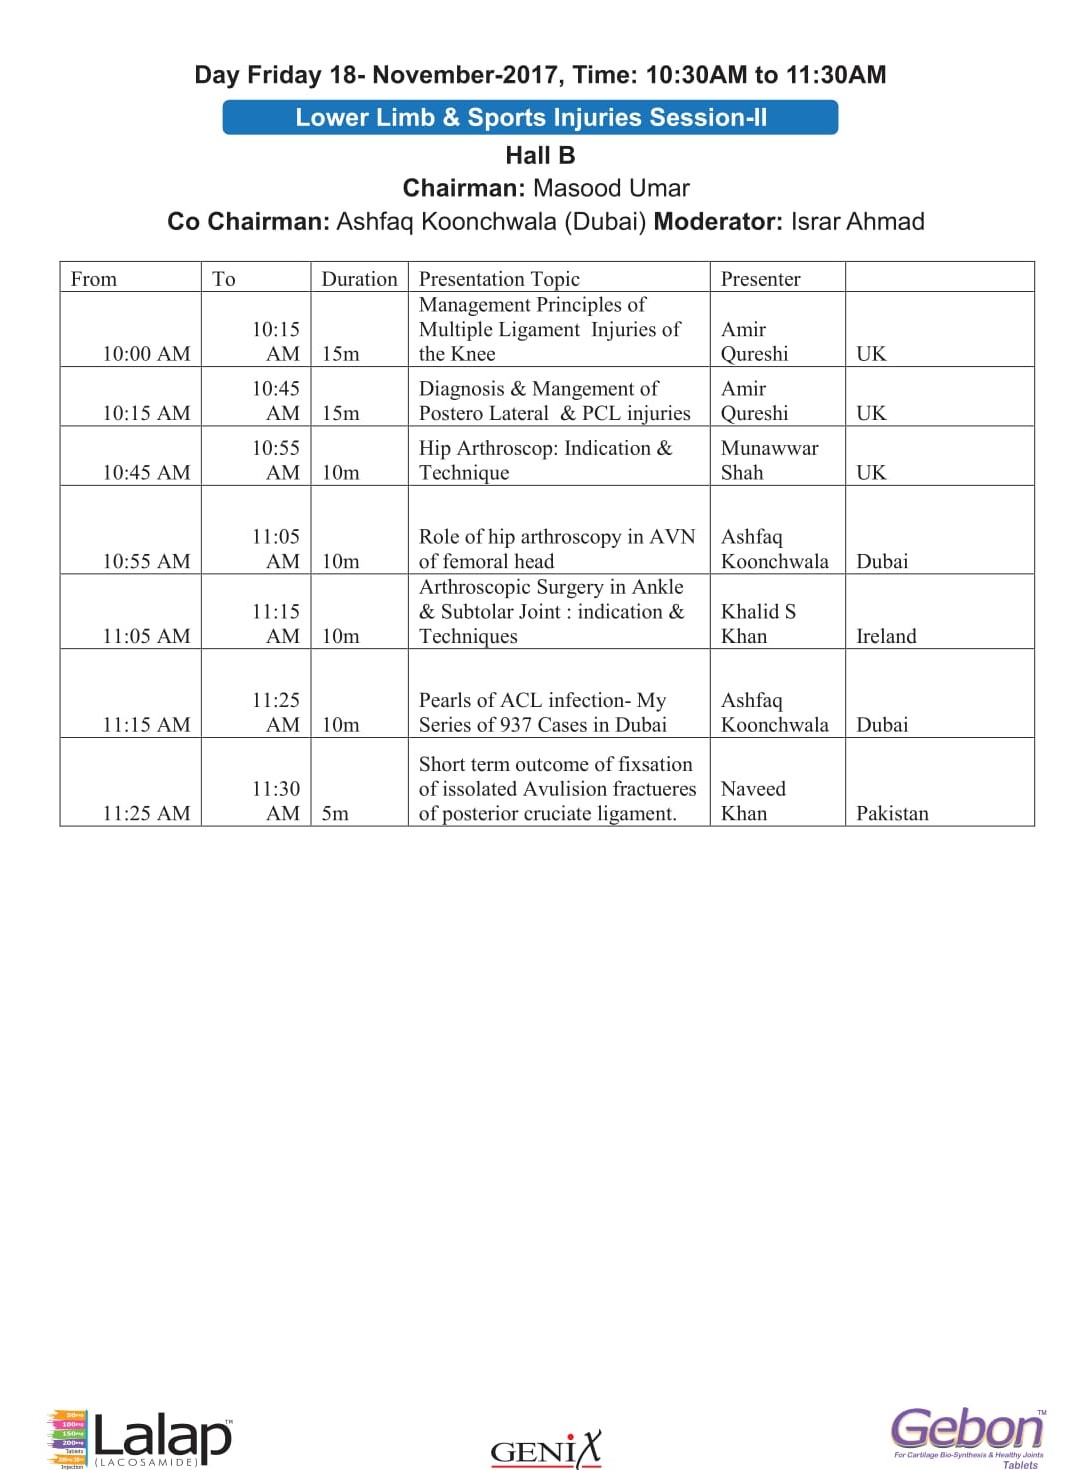 Day Friday 18- November-2017, Time: 10:30AM to 11:30AM
Lower Limb & Sports Injuries Session-II
Hall B
Chairman: Masood Umar
Co Chairman: Ashfaq Koonchwala (Dubai) Moderator: Israr Ahmad
From To Duration Presentation Topic Presenter
Management Principles of
10:15 Multiple Ligament Injuries of Amir
10:00 AM AM 15m the Knee Qureshi UK
10:45 Diagnosis & Mangement of Amir
10:15 AM AM 15m Postero Lateral & PCL injuries Qureshi UK
10:55 Hip Arthroscop: Indication & Munawwar
10:45 AM AM 10m Technique Shah UK
11:05 Role of hip arthroscopy in AVN Ashfaq
10:55 AM AM 10m of femoral head Koonchwala Dubai
Arthroscopic Surgery in Ankle
11:15 & Subtolar Joint : indication & Khalid S
11:05 AM AM 10m Techniques Khan Ireland
11:25 Pearls of ACL infection- My Ashfaq
11:15 AM AM 10m Series of 937 Cases in Dubai Koonchwala Dubai
Short term outcome of fixsation
11:30 of issolated Avulision fractueres Naveed
11:25 AM AM 5m of posterior cruciate ligament. Khan Pakistan
50mg
100mg
150mg
200mg
Tablets
Injection
Lalap™
(LACOSAMIDE)
GENIX
Gebon™
For Cartilage Bio-Synthesis & Healthy Joints
Tablets